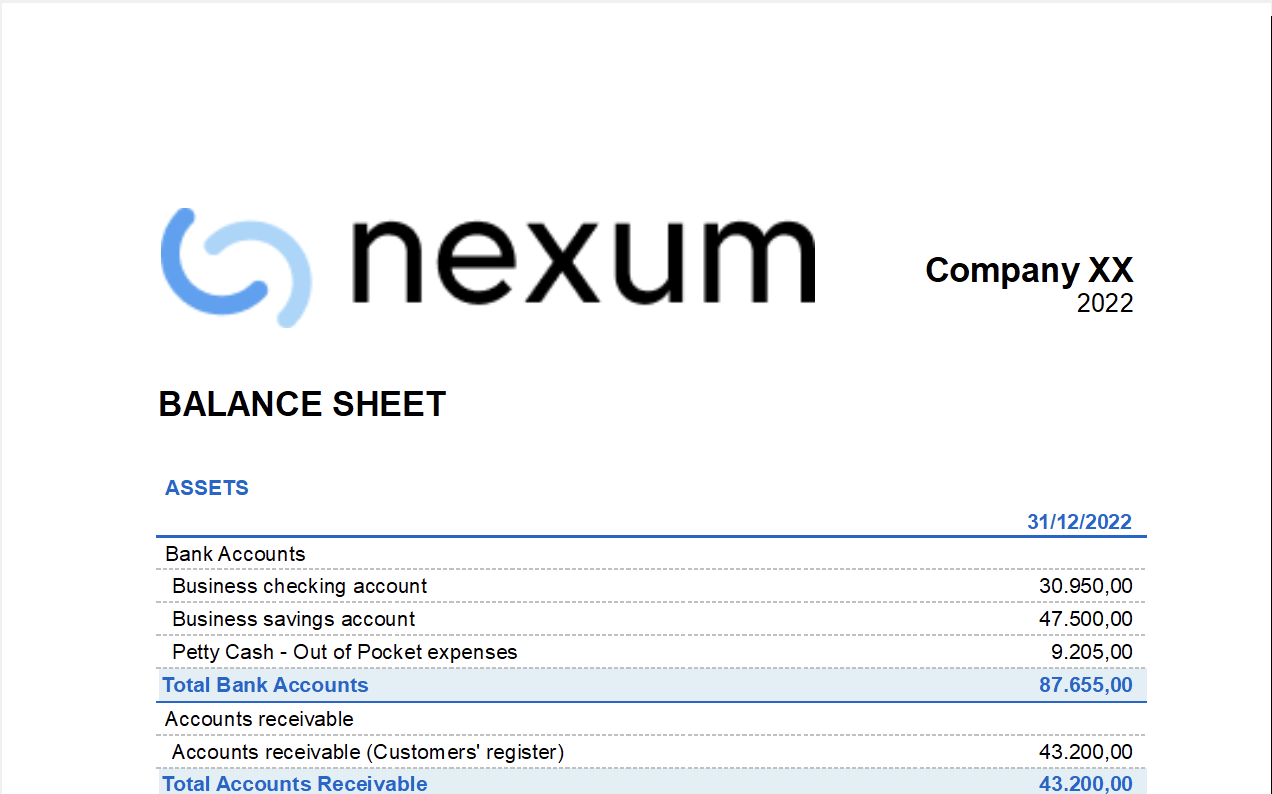 nexum
Company XX
2022
BALANCE SHEET
ASSETS
31/12/2022
Bank Accounts
Business checking account 30.950,00
Business savings account 47.500,00
Petty Cash - Out of Pocket expenses 9.205,00
Total Bank Accounts 87.655,00
Accounts receivable
Accounts receivable (Customers' register) 43.200,00
Total Accounts Receivable 43.200,00